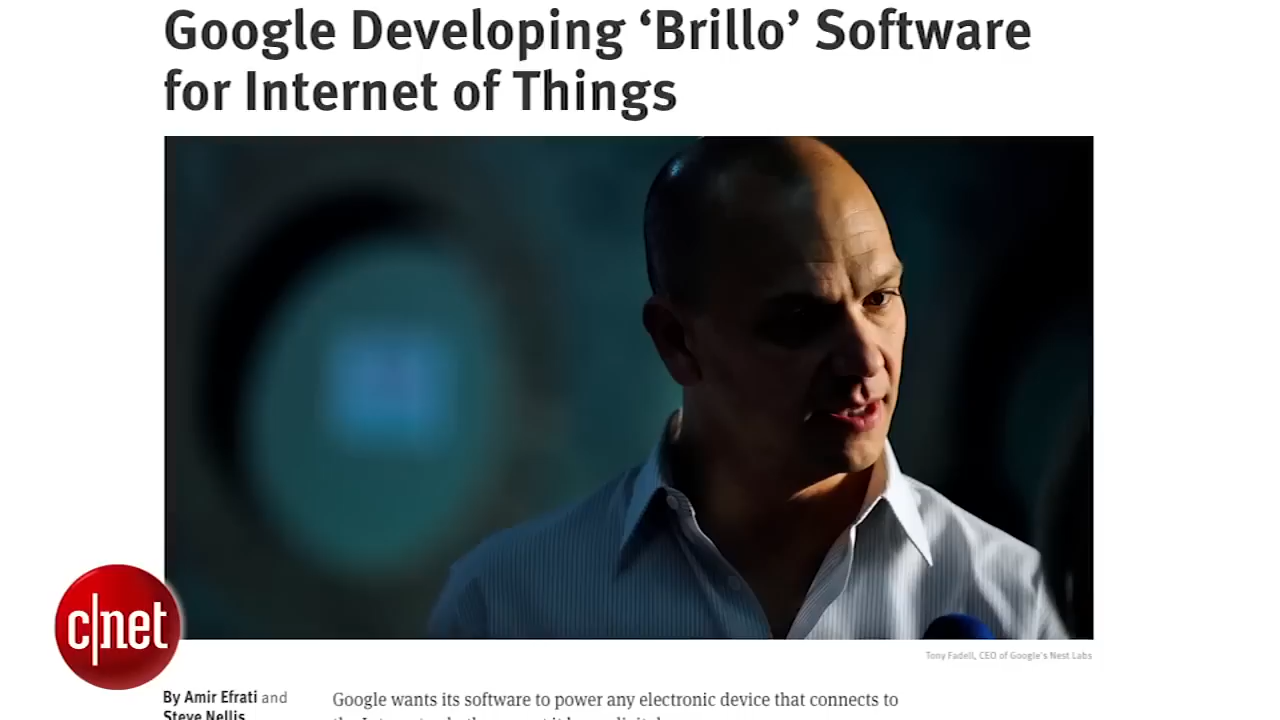 Google Developing ‘Brillo’ Software
for Internet of Things
c|net
Tony Fadell, CEO of Google's Nest Labs
By Amir Efrati and
Steve Nellis
Google wants its software to power any electronic device that connects to